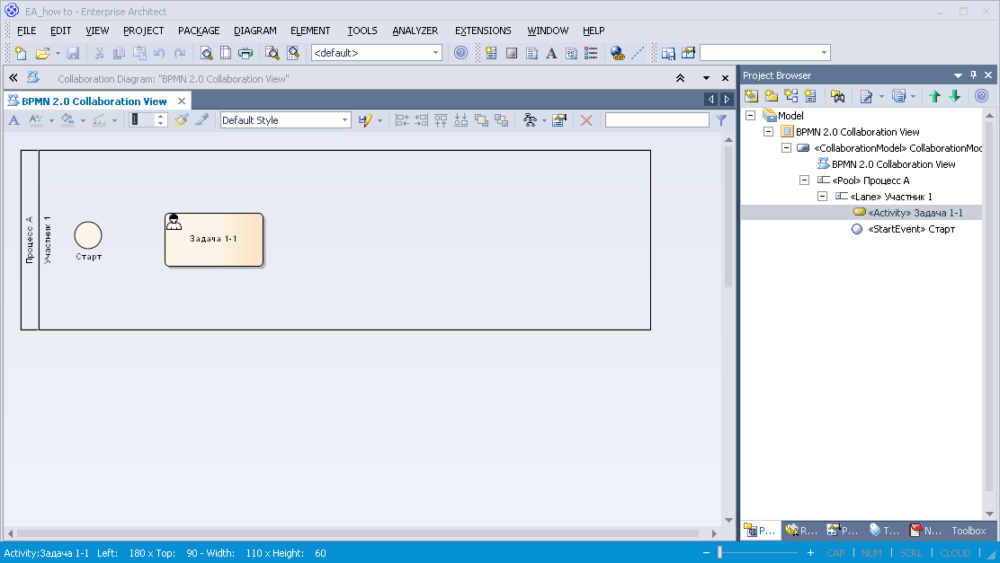 EA_how to - Enterprise Architect
FILE EDIT VIEW PROJECT PACKAGE DIAGRAM ELEMENT TOOLS ANALYZER EXTENSIONS WINDOW HELP
<default>
Collaboration Diagram: "BPMN 2.0 Collaboration View"
BPMN 2.0 Collaboration View
1 Default Style
Процесс A
Участник 1
Старт
Задача 1-1
Project Browser
Model
BPMN 2.0 Collaboration View
«CollaborationModel» CollaborationMod
BPMN 2.0 Collaboration View
«Pool» Процесс A
«Lane» Участник 1
«Activity» Задача 1-1
«StartEvent» Старт
P... R... P... T... N... Toolbox
Activity:Задача 1-1 Left: 180 x Top: 90 - Width: 110 x Height: 60
CAP NUM SCRL CLOUD